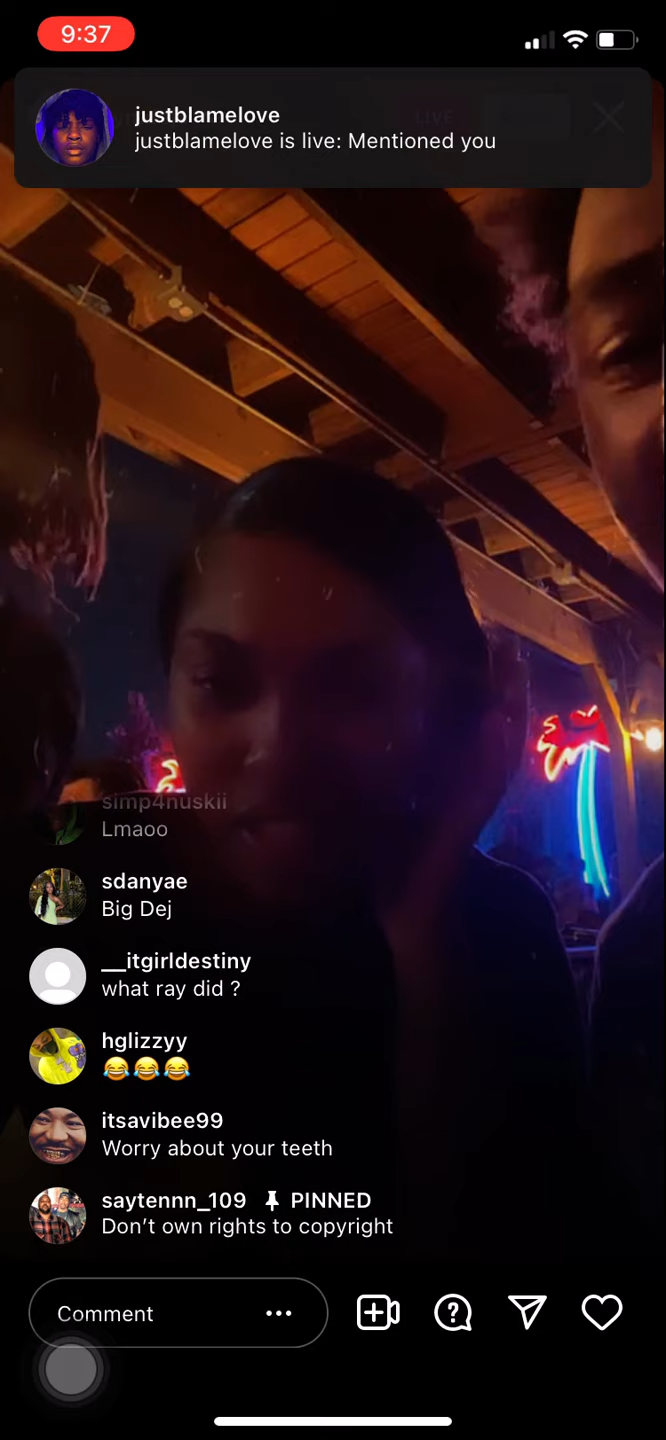 9:37
justblamelove
LIVE
justblamelove is live: Mentioned you
simp4nuskii
Lmaoo
sdanyae
Big Dej
__itgirldestiny
what ray did ?
hglizzyy
😂😂😂
itsavibee99
Worry about your teeth
saytennn_109 PINNED
Don’t own rights to copyright
Comment